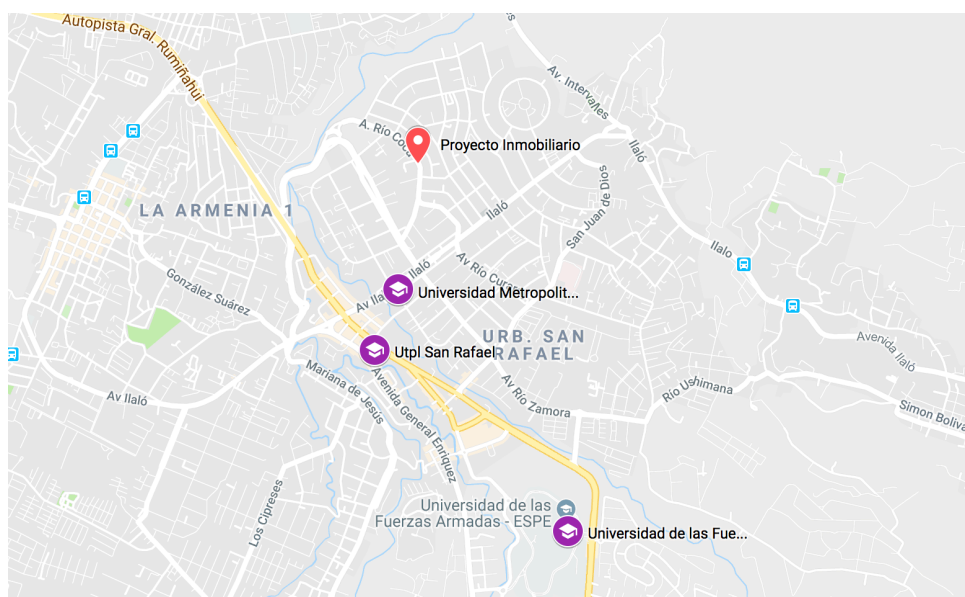 Autopista Gral. Rumiñahui
Av. Intervalles
A. Río Coca
Proyecto Inmobiliario
Ilaló
San Juan de Dios
LA ARMENIA 1
Ilaló
Ilalo
González Suárez
Av Río Curaray
Av Ilaló
Ilaló
Universidad Metropolit...
URB. SAN
RAFAEL
Utpl San Rafael
Avenida Ilaló
Mariana de Jesús
Avenida General Enriquez
Av Río Zamora
Río Ushimana
Av Ilaló
Simon Boliva
Los Cipreses
Universidad de las
Fuerzas Armadas - ESPE
Universidad de las Fue...